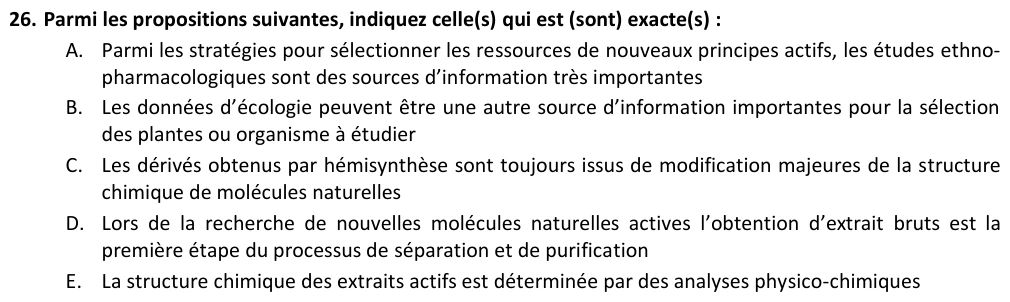 26. Parmi les propositions suivantes, indiquez celle(s) qui est (sont) exacte(s) :
A. Parmi les stratégies pour sélectionner les ressources de nouveaux principes actifs, les études ethno-
pharmacologiques sont des sources d’information très importantes
B. Les données d’écologie peuvent être une autre source d’information importantes pour la sélection
des plantes ou organisme à étudier
C. Les dérivés obtenus par hémisynthèse sont toujours issus de modification majeures de la structure
chimique de molécules naturelles
D. Lors de la recherche de nouvelles molécules naturelles actives l’obtention d’extrait bruts est la
première étape du processus de séparation et de purification
E. La structure chimique des extraits actifs est déterminée par des analyses physico-chimiques